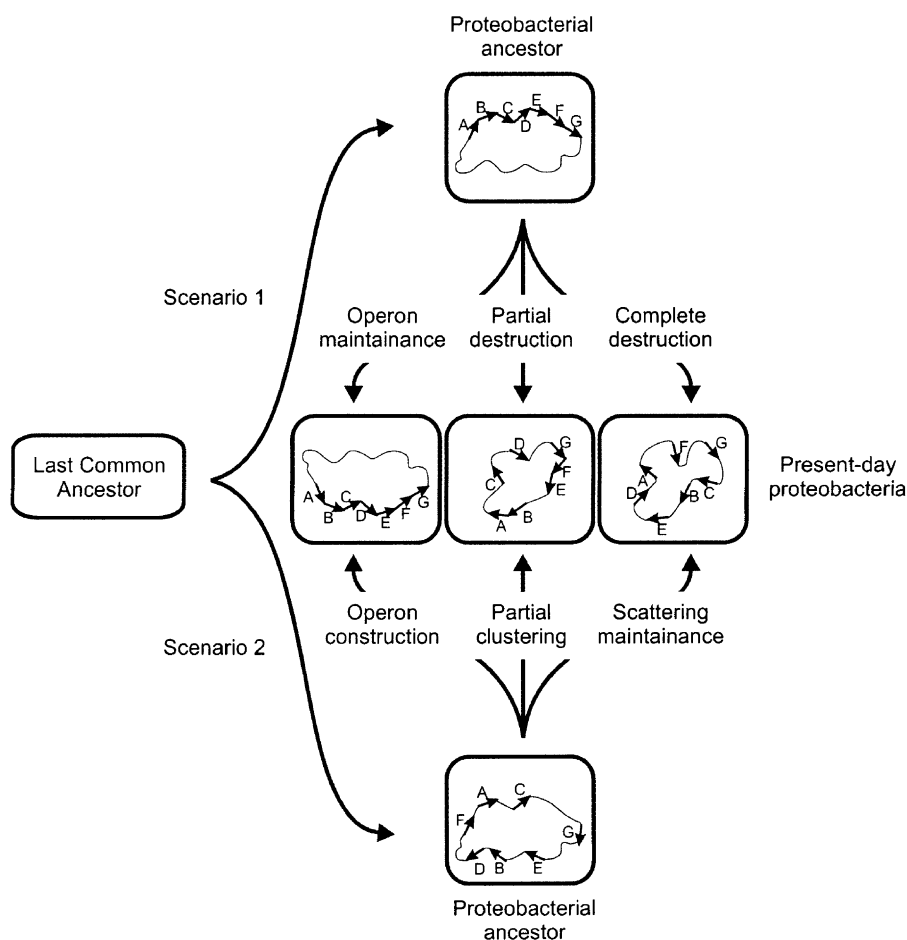 Proteobacterial
ancestor
A B C D E F G
Scenario 1
Operon
maintainance
Partial
destruction
Complete
destruction
Last Common
Ancestor
A B C D E F G
C D G F E B A
D A F G C B E
Present-day
proteobacteria
Operon
construction
Partial
clustering
Scattering
maintainance
Scenario 2
F A C G E B D
Proteobacterial
ancestor